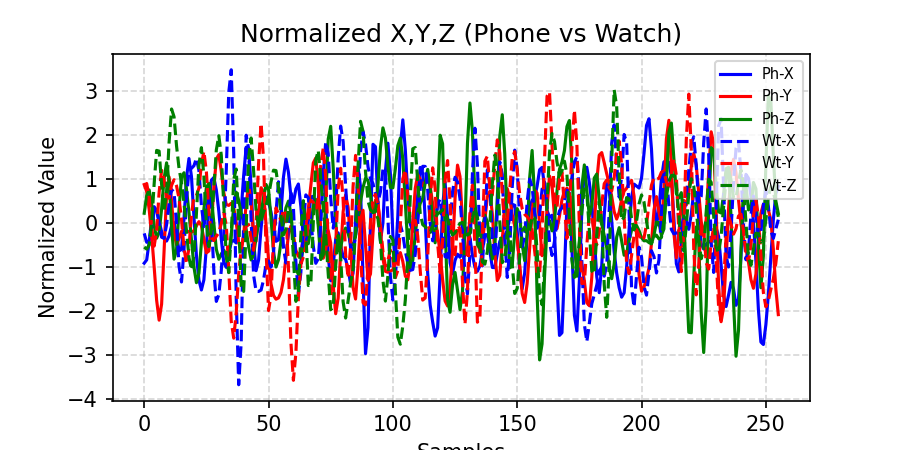 Normalized X,Y,Z (Phone vs Watch)
Normalized Value
3
2
1
0
−1
−2
−3
−4
Ph-X
Ph-Y
Ph-Z
Wt-X
Wt-Y
Wt-Z
0 50 100 150 200 250
Samples